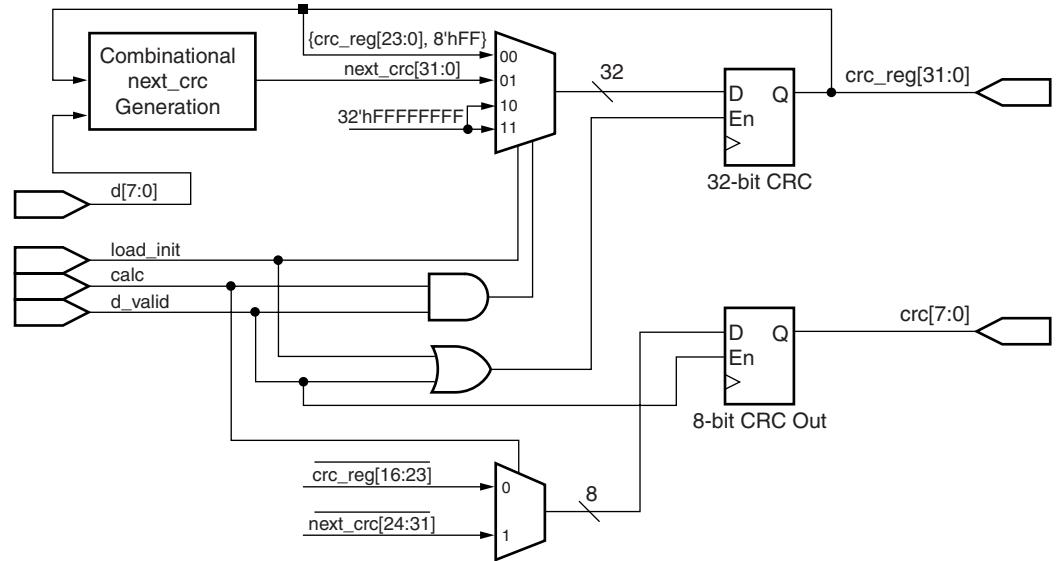 {crc_reg[23:0], 8'hFF}
Combinational
next_crc
Generation
next_crc[31:0]
32'hFFFFFFFF
00
01
10
11
32
D
Q
En
32-bit CRC
crc_reg[31:0]
d[7:0]
load_init
calc
d_valid
D
Q
En
8-bit CRC Out
crc[7:0]
crc_reg[16:23]
0
next_crc[24:31]
1
8